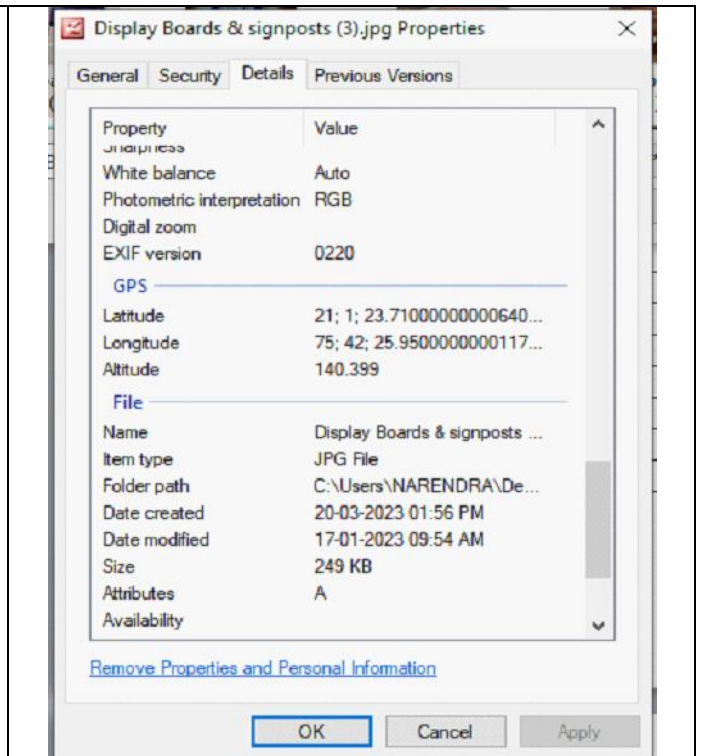 Display Boards & signposts (3).jpg Properties
General Security Details Previous Versions
Property Value
Sharpness
White balance Auto
Photometric interpretation RGB
Digital zoom
EXIF version 0220
GPS
Latitude 21; 1; 23.71000000000640...
Longitude 75; 42; 25.9500000000117...
Altitude 140.399
File
Name Display Boards & signposts ...
Item type JPG File
Folder path C:\Users\NARENDRA\De...
Date created 20-03-2023 01:56 PM
Date modified 17-01-2023 09:54 AM
Size 249 KB
Attributes A
Availability
Remove Properties and Personal Information
OK Cancel Apply